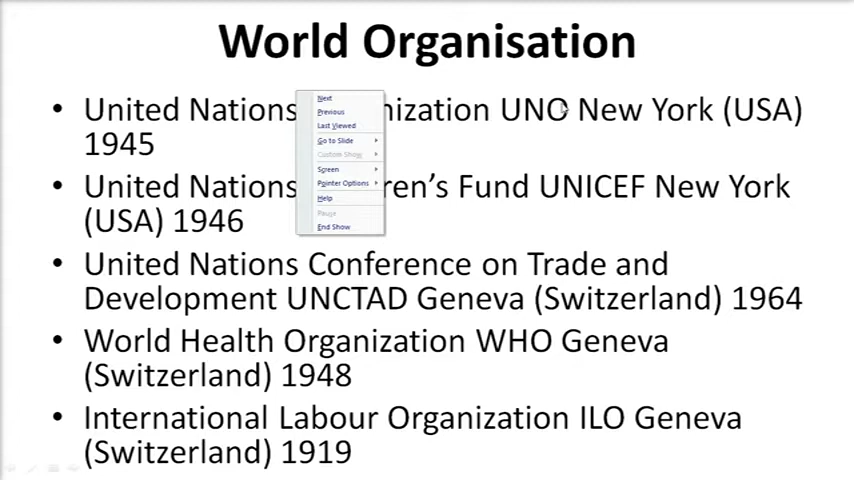 World Organisation
• United Nations nization UNO New York (USA)
1945
• United Nations ren's Fund UNICEF New York
(USA) 1946
• United Nations Conference on Trade and
Development UNCTAD Geneva (Switzerland) 1964
• World Health Organization WHO Geneva
(Switzerland) 1948
• International Labour Organization ILO Geneva
(Switzerland) 1919
Next
Previous
Last Viewed
Go to Slide
Custom Show
Screen
Pointer Options
Help
Pause
End Show